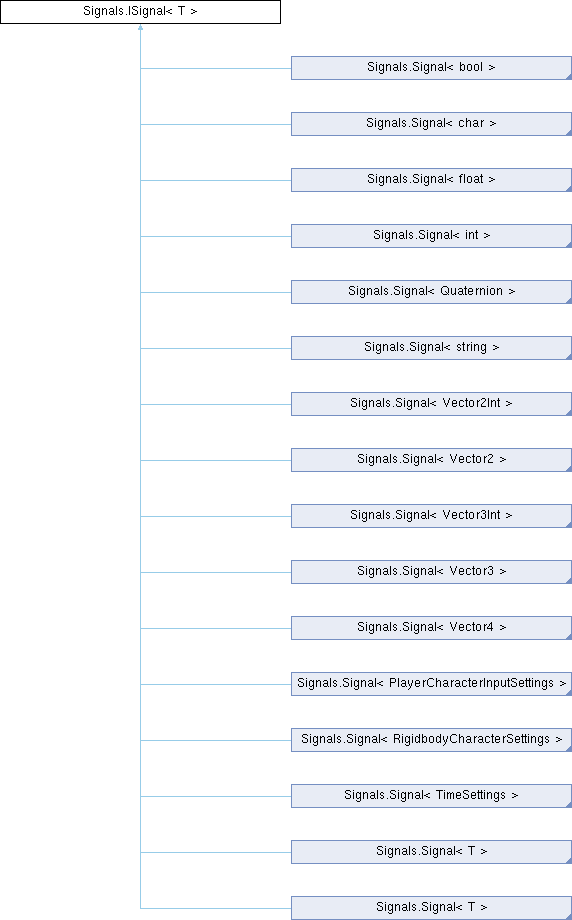 Signals.ISignal< T >
Signals.Signal< bool >
Signals.Signal< char >
Signals.Signal< float >
Signals.Signal< int >
Signals.Signal< Quaternion >
Signals.Signal< string >
Signals.Signal< Vector2Int >
Signals.Signal< Vector2 >
Signals.Signal< Vector3Int >
Signals.Signal< Vector3 >
Signals.Signal< Vector4 >
Signals.Signal< PlayerCharacterInputSettings >
Signals.Signal< RigidbodyCharacterSettings >
Signals.Signal< TimeSettings >
Signals.Signal< T >
Signals.Signal< T >